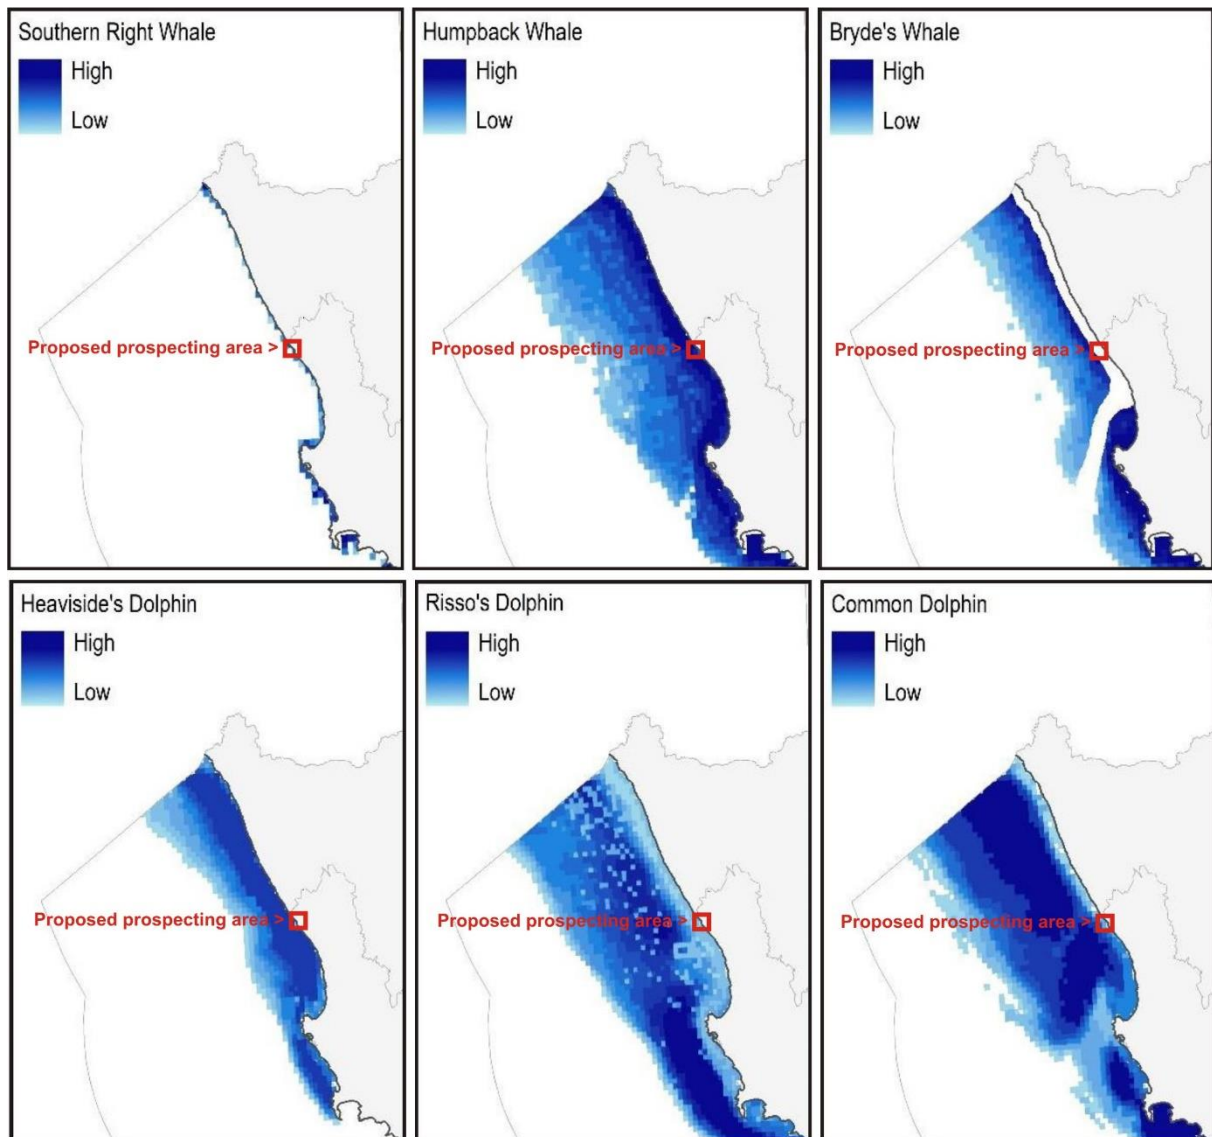 Southern Right Whale
High
Low
Proposed prospecting area >
Humpback Whale
High
Low
Proposed prospecting area >
Bryde's Whale
High
Low
Proposed prospecting area >
Heaviside's Dolphin
High
Low
Proposed prospecting area >
Risso's Dolphin
High
Low
Proposed prospecting area >
Common Dolphin
High
Low
Proposed prospecting area >